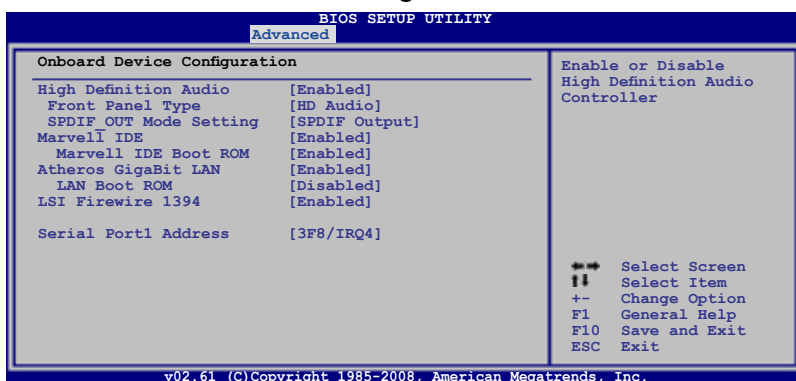 BIOS SETUP UTILITY
Advanced
Onboard Device Configuration
High Definition Audio [Enabled]
Front Panel Type [HD Audio]
SPDIF_OUT Mode Setting [SPDIF Output]
Marvell IDE [Enabled]
Marvell IDE Boot ROM [Enabled]
Atheros GigaBit LAN [Enabled]
LAN Boot ROM [Disabled]
LSI Firewire 1394 [Enabled]
Serial Port1 Address [3F8/IRQ4]
Enable or Disable
High Definition Audio
Controller
←→ Select Screen
↑↓ Select Item
+- Change Option
F1 General Help
F10 Save and Exit
ESC Exit
v02.61 (C)Copyright 1985-2008, American Megatrends, Inc.